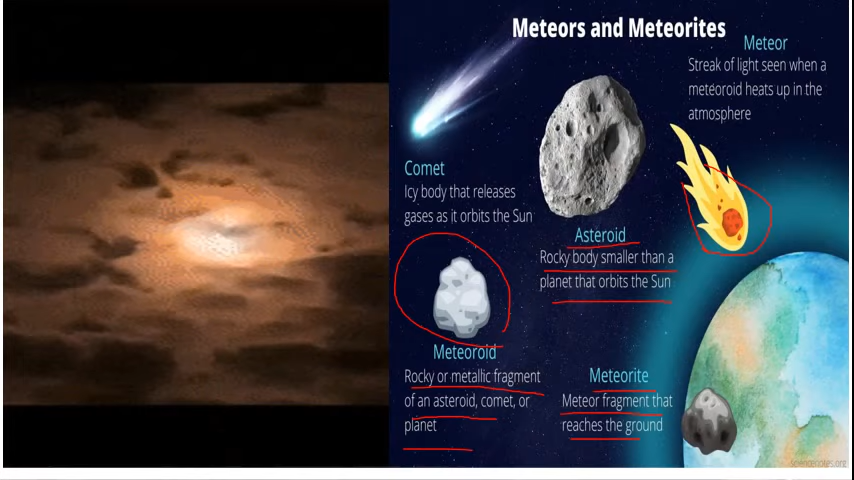 Meteors and Meteorites
Meteor
Streak of light seen when a
meteoroid heats up in the
atmosphere
Comet
Icy body that releases
gases as it orbits the Sun
Asteroid
Rocky body smaller than a
planet that orbits the Sun
Meteoroid
Rocky or metallic fragment
of an asteroid, comet, or
planet
Meteorite
Meteor fragment that
reaches the ground
sciencenotes.org